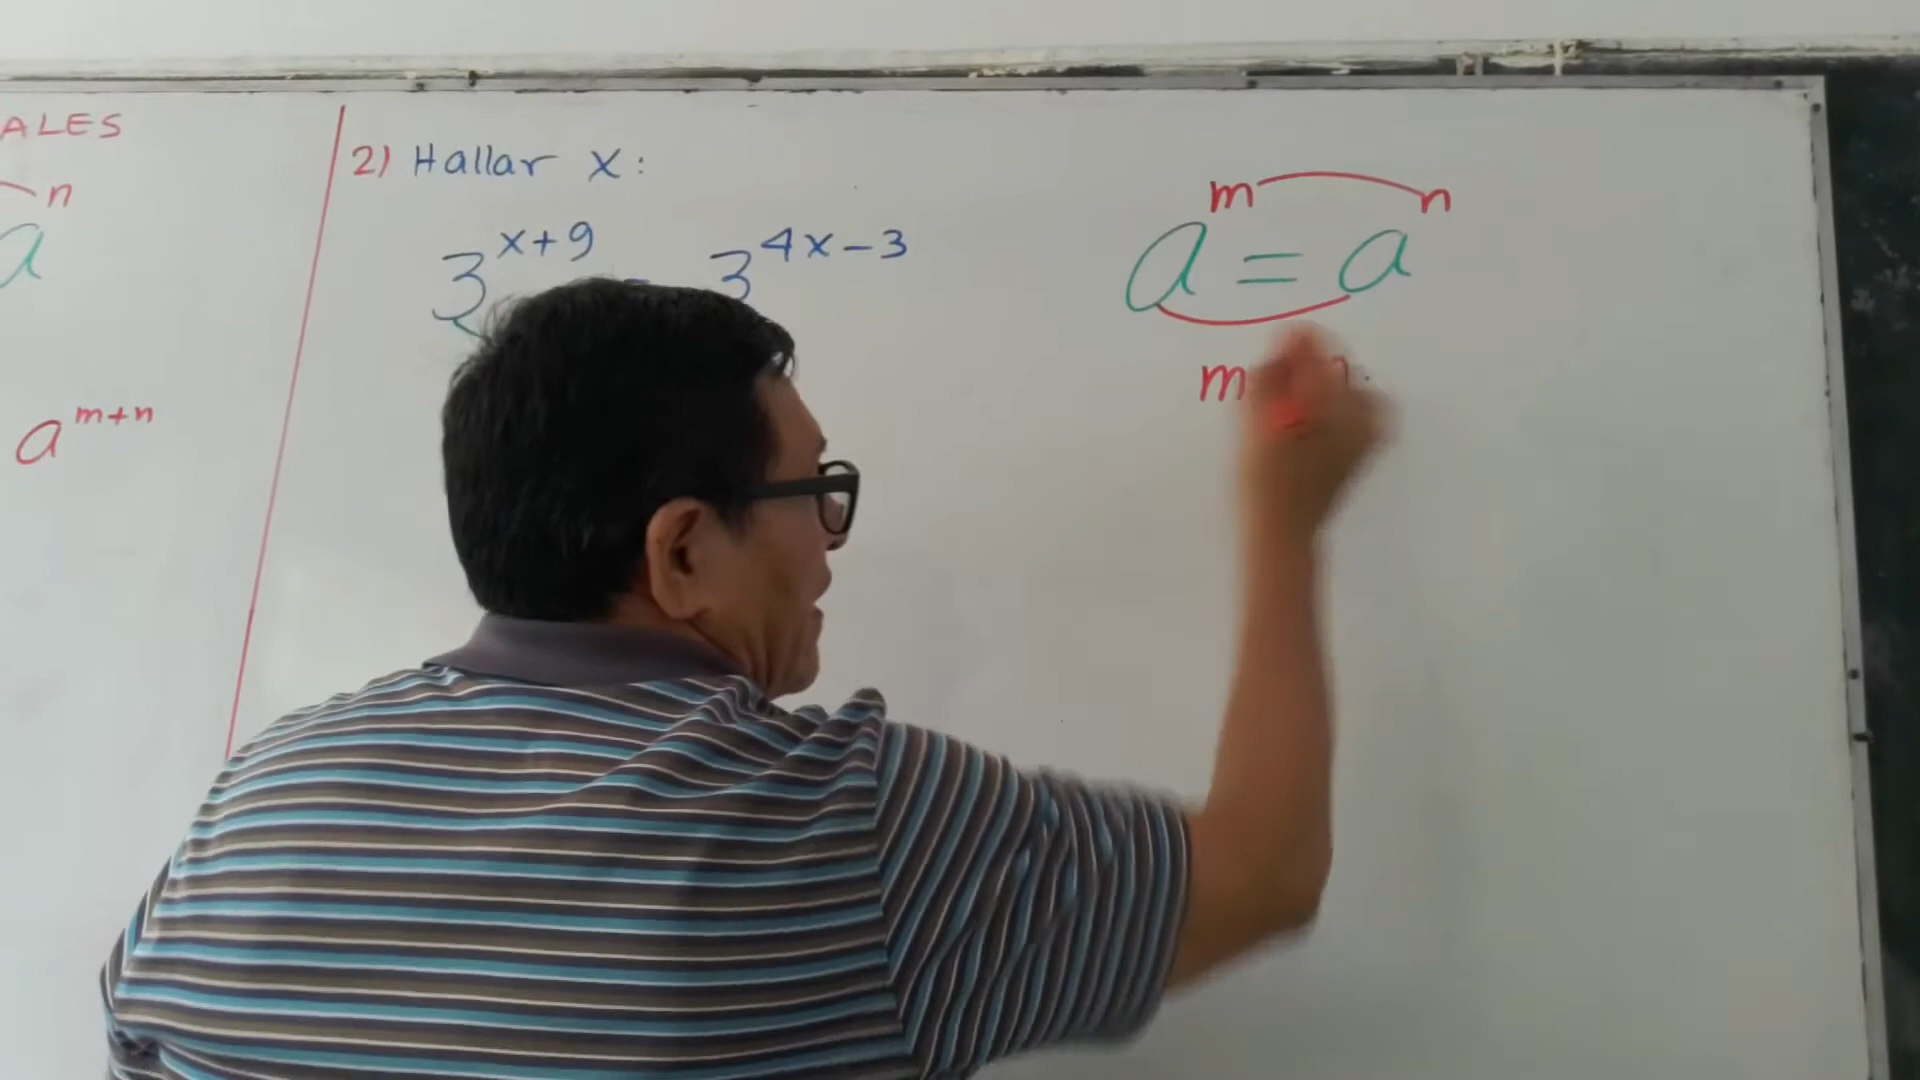 ALES
n
a
a^{m+n}
2) Hallar x:
3^{x+9} = 3^{4x-3}
a^m = a^n
m